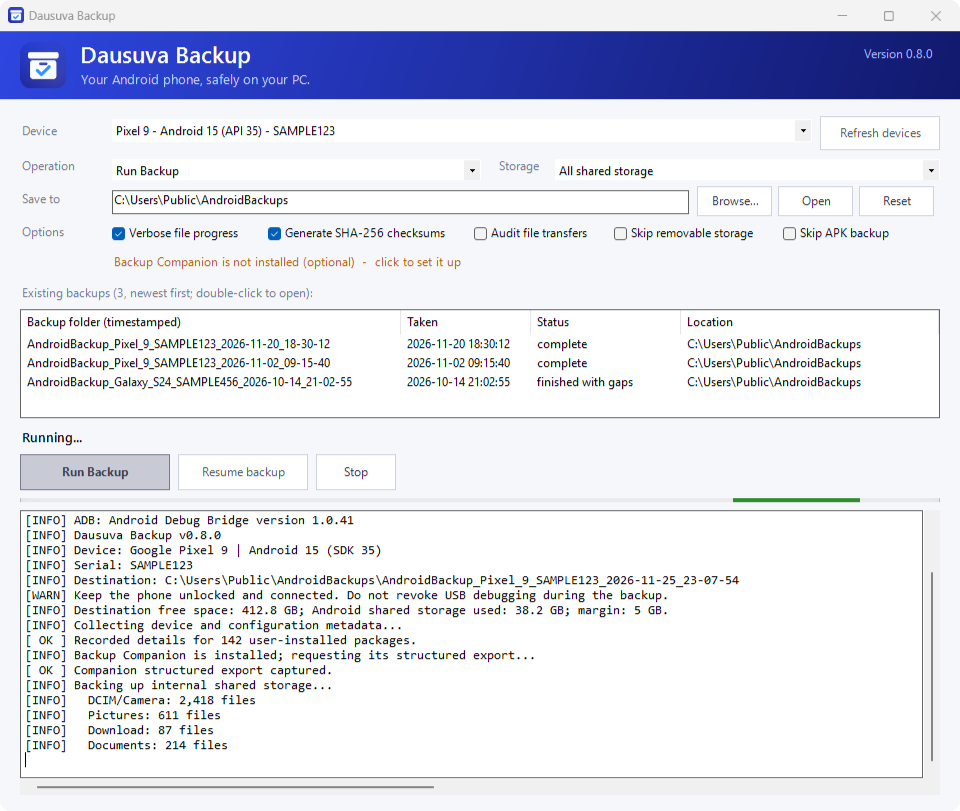 Dausuva Backup
Dausuva Backup
Your Android phone, safely on your PC.
Version 0.8.0
Device
Pixel 9 - Android 15 (API 35) - SAMPLE123
Refresh devices
Operation
Run Backup
Storage
All shared storage
Save to
C:\Users\Public\AndroidBackups
Browse...
Open
Reset
Options
Verbose file progress
Generate SHA-256 checksums
Audit file transfers
Skip removable storage
Skip APK backup
Backup Companion is not installed (optional)  -  click to set it up
Existing backups (3, newest first; double-click to open):
Backup folder (timestamped) Taken Status Location
AndroidBackup_Pixel_9_SAMPLE123_2026-11-20_18-30-12 2026-11-20 18:30:12 complete C:\Users\Public\AndroidBackups
AndroidBackup_Pixel_9_SAMPLE123_2026-11-02_09-15-40 2026-11-02 09:15:40 complete C:\Users\Public\AndroidBackups
AndroidBackup_Galaxy_S24_SAMPLE456_2026-10-14_21-02-55 2026-10-14 21:02:55 finished with gaps C:\Users\Public\AndroidBackups
Running...
Run Backup
Resume backup
Stop
[INFO] ADB: Android Debug Bridge version 1.0.41
[INFO] Dausuva Backup v0.8.0
[INFO] Device: Google Pixel 9 | Android 15 (SDK 35)
[INFO] Serial: SAMPLE123
[INFO] Destination: C:\Users\Public\AndroidBackups\AndroidBackup_Pixel_9_SAMPLE123_2026-11-25_23-07-54
[WARN] Keep the phone unlocked and connected. Do not revoke USB debugging during the backup.
[INFO] Destination free space: 412.8 GB; Android shared storage used: 38.2 GB; margin: 5 GB.
[INFO] Collecting device and configuration metadata...
[ OK ] Recorded details for 142 user-installed packages.
[INFO] Backup Companion is installed; requesting its structured export...
[ OK ] Companion structured export captured.
[INFO] Backing up internal shared storage...
[INFO]   DCIM/Camera: 2,418 files
[INFO]   Pictures: 611 files
[INFO]   Download: 87 files
[INFO]   Documents: 214 files